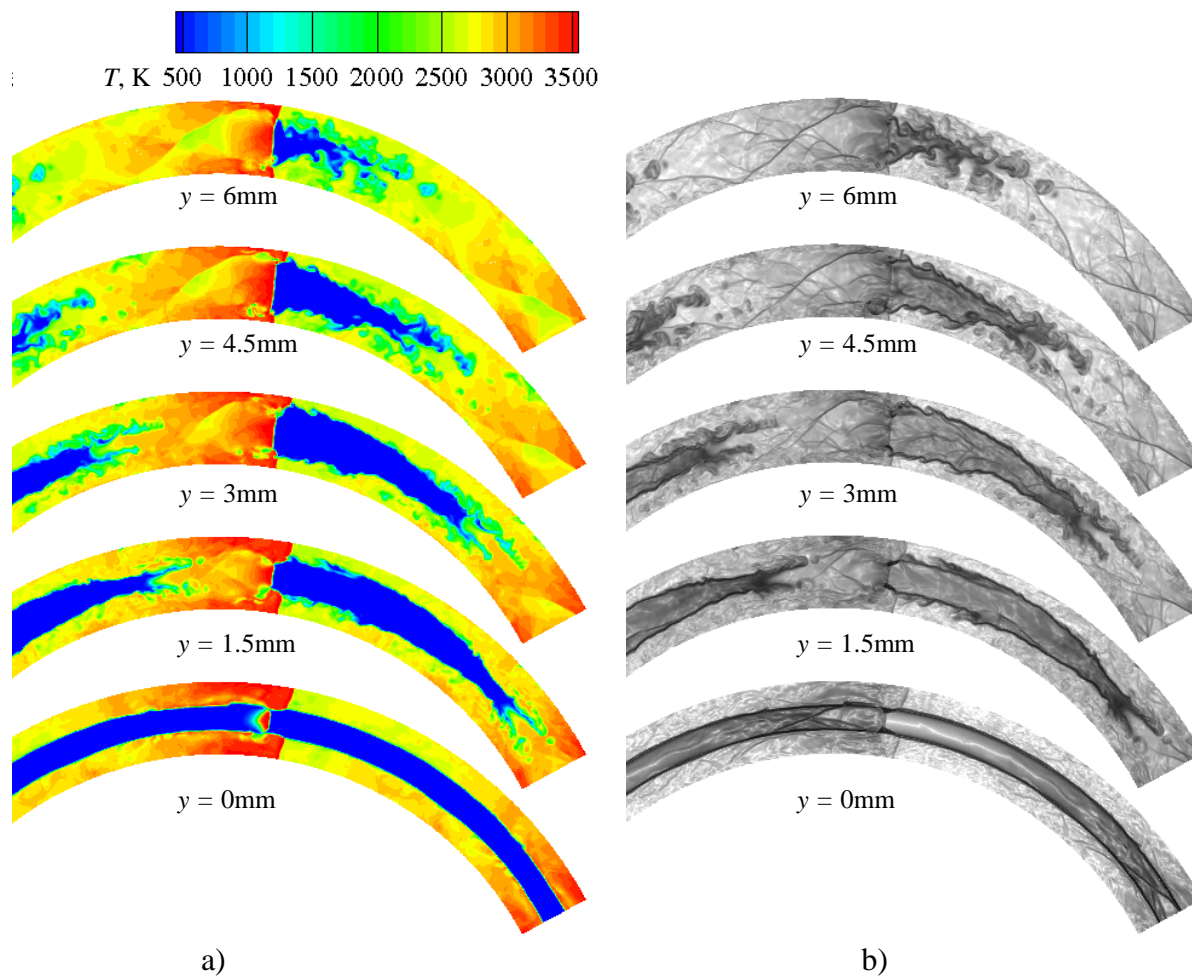 T, K 500 1000 1500 2000 2500 3000 3500
y = 6mm y = 6mm
y = 4.5mm y = 4.5mm
y = 3mm y = 3mm
y = 1.5mm y = 1.5mm
y = 0mm y = 0mm
a) b)